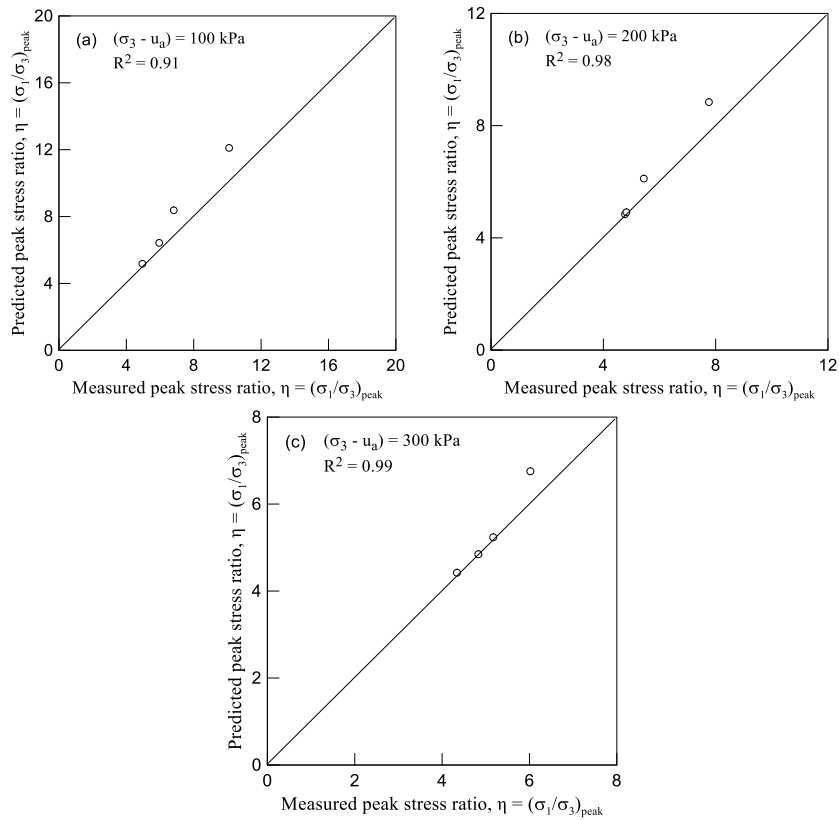 (a) (σ₃ - uₐ) = 100 kPa
R² = 0.91
Predicted peak stress ratio, η = (σ₁/σ₃)peak
20
16
12
8
4
0
0 4 8 12 16 20
Measured peak stress ratio, η = (σ₁/σ₃)peak
(b) (σ₃ - uₐ) = 200 kPa
R² = 0.98
Predicted peak stress ratio, η = (σ₁/σ₃)peak
12
8
4
0
0 4 8 12
Measured peak stress ratio, η = (σ₁/σ₃)peak
(c) (σ₃ - uₐ) = 300 kPa
R² = 0.99
Predicted peak stress ratio, η = (σ₁/σ₃)peak
8
6
4
2
0
0 2 4 6 8
Measured peak stress ratio, η = (σ₁/σ₃)peak